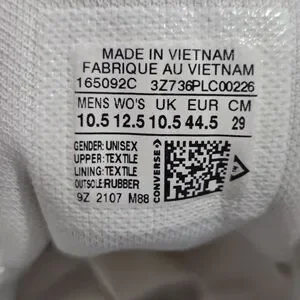 MADE IN VIETNAM
FABRIQUE AU VIETNAM
165092C 3Z736PLC00226
MENS WO'S UK EUR CM
10.5 12.5 10.5 44.5 29
GENDER: UNISEX
UPPER: TEXTILE
LINING: TEXTILE
OUTSOLE: RUBBER
9Z 2107 M88
CONVERSE